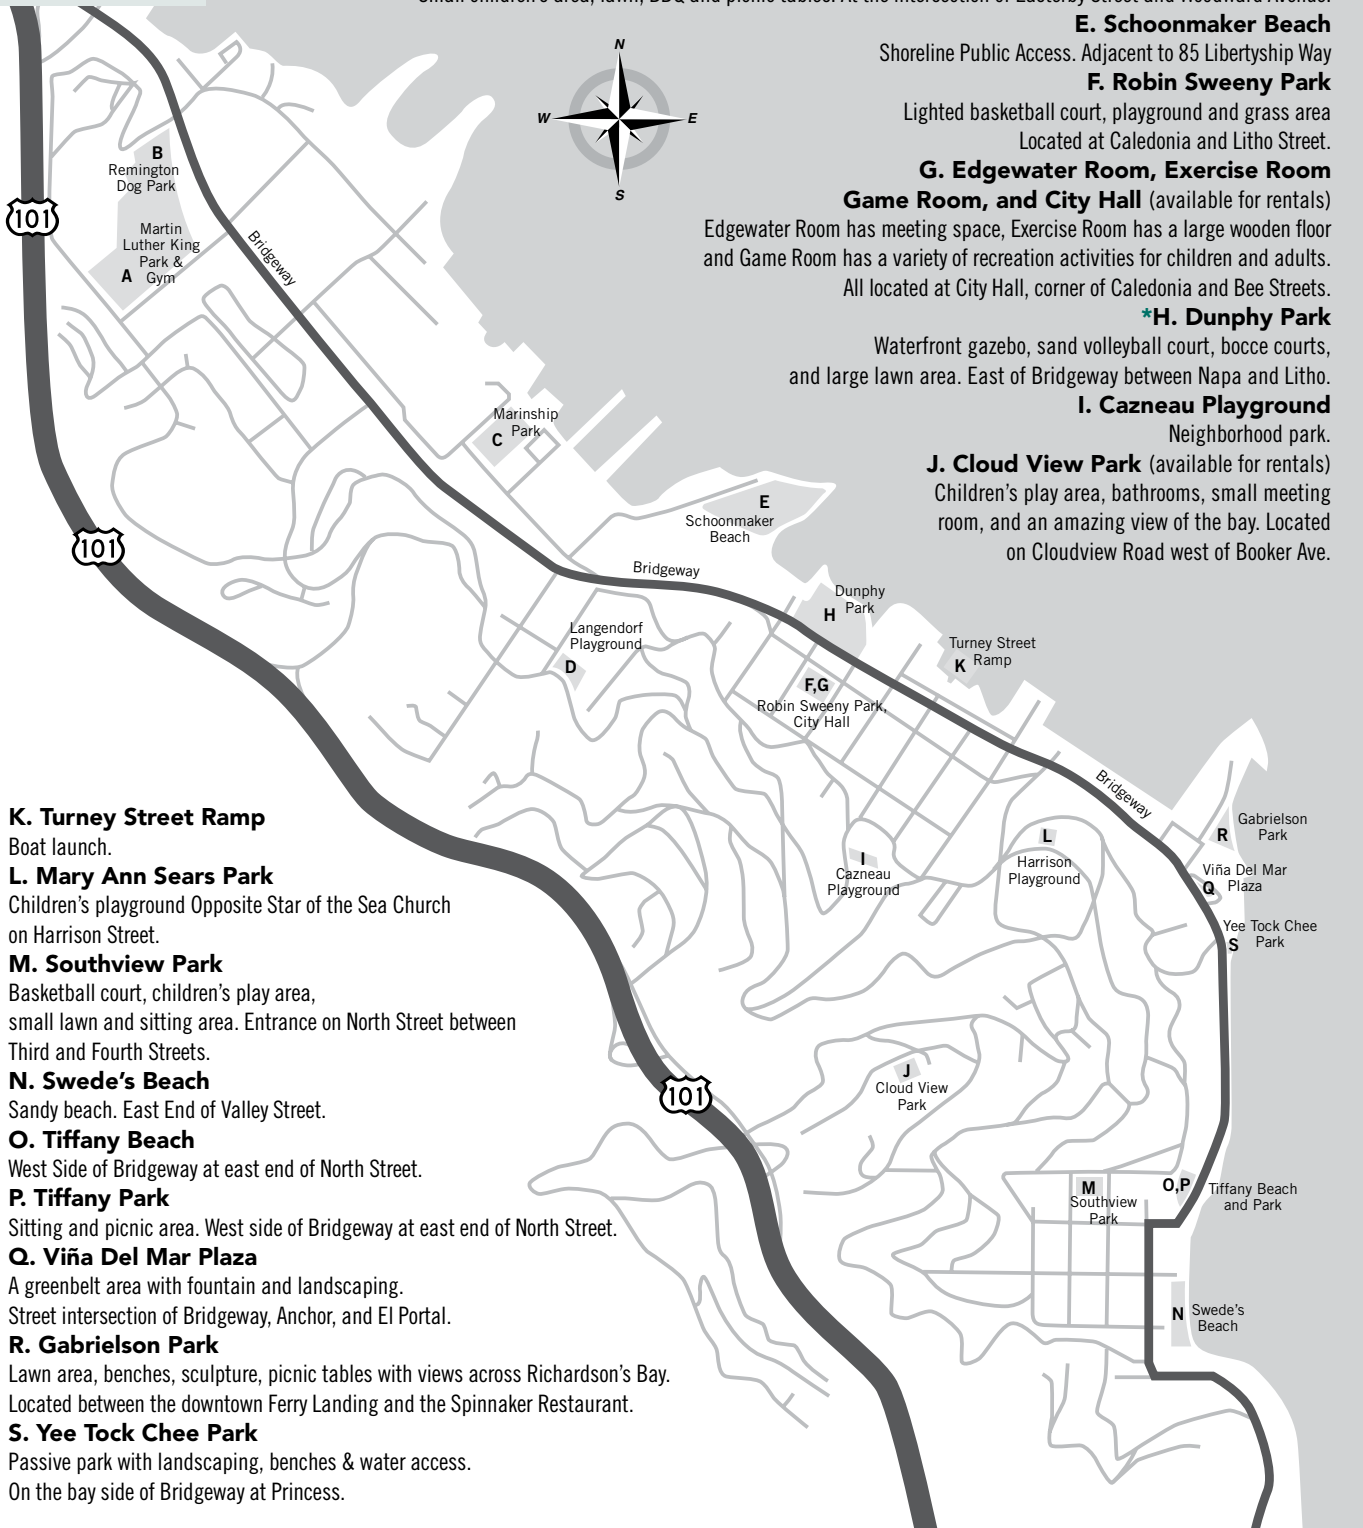 E. Schoonmaker Beach
Shoreline Public Access. Adjacent to 85 Libertyship Way
F. Robin Sweeny Park
Lighted basketball court, playground and grass area
Located at Caledonia and Litho Street.
G. Edgewater Room, Exercise Room
Game Room, and City Hall (available for rentals)
Edgewater Room has meeting space, Exercise Room has a large wooden floor
and Game Room has a variety of recreation activities for children and adults.
All located at City Hall, corner of Caledonia and Bee Streets.
*H. Dunphy Park
Waterfront gazebo, sand volleyball court, bocce courts,
and large lawn area. East of Bridgeway between Napa and Litho.
I. Cazneau Playground
Neighborhood park.
J. Cloud View Park (available for rentals)
Children's play area, bathrooms, small meeting
room, and an amazing view of the bay. Located
on Cloudview Road west of Booker Ave.
N
W
E
S
B
Remington
Dog Park
101
Martin
Luther King
Park &
A Gym
Bridgeway
Marinship
Park
C
E
Schoonmaker
Beach
101
Bridgeway
Dunphy
Park
H
Langendorf
Playground
D
Turney Street
Ramp
K
F,G
Robin Sweeny Park,
City Hall
Bridgeway
L
Harrison
Playground
I
Cazneau
Playground
Gabrielson
Park
R
Viña Del Mar
Plaza
Q
Yee Tock Chee
Park
S
101
J
Cloud View
Park
M
Southview
Park
O,P
Tiffany Beach
and Park
N
Swede's
Beach
K. Turney Street Ramp
Boat launch.
L. Mary Ann Sears Park
Children's playground Opposite Star of the Sea Church
on Harrison Street.
M. Southview Park
Basketball court, children's play area,
small lawn and sitting area. Entrance on North Street between
Third and Fourth Streets.
N. Swede's Beach
Sandy beach. East End of Valley Street.
O. Tiffany Beach
West Side of Bridgeway at east end of North Street.
P. Tiffany Park
Sitting and picnic area. West side of Bridgeway at east end of North Street.
Q. Viña Del Mar Plaza
A greenbelt area with fountain and landscaping.
Street intersection of Bridgeway, Anchor, and El Portal.
R. Gabrielson Park
Lawn area, benches, sculpture, picnic tables with views across Richardson's Bay.
Located between the downtown Ferry Landing and the Spinnaker Restaurant.
S. Yee Tock Chee Park
Passive park with landscaping, benches & water access.
On the bay side of Bridgeway at Princess.